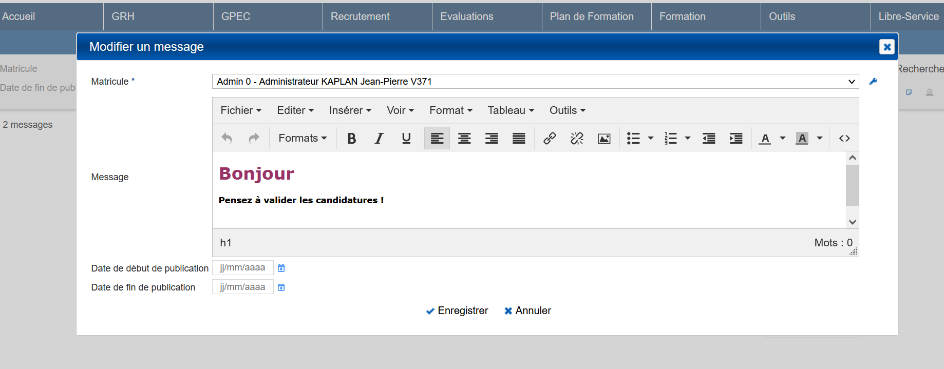 Accueil GRH GPEC Recrutement Evaluations Plan de Formation Formation Outils Libre-Service
Modifier un message
Matricule
Recherche
Date de fin de pub
2 messages
Matricule * Admin 0 - Administrateur KAPLAN Jean-Pierre V371
Fichier Editer Insérer Voir Format Tableau Outils
Formats B I U A A
Message
Bonjour
Pensez à valider les candidatures !
h1 Mots : 0
Date de début de publication jj/mm/aaaa
Date de fin de publication jj/mm/aaaa
Enregistrer Annuler